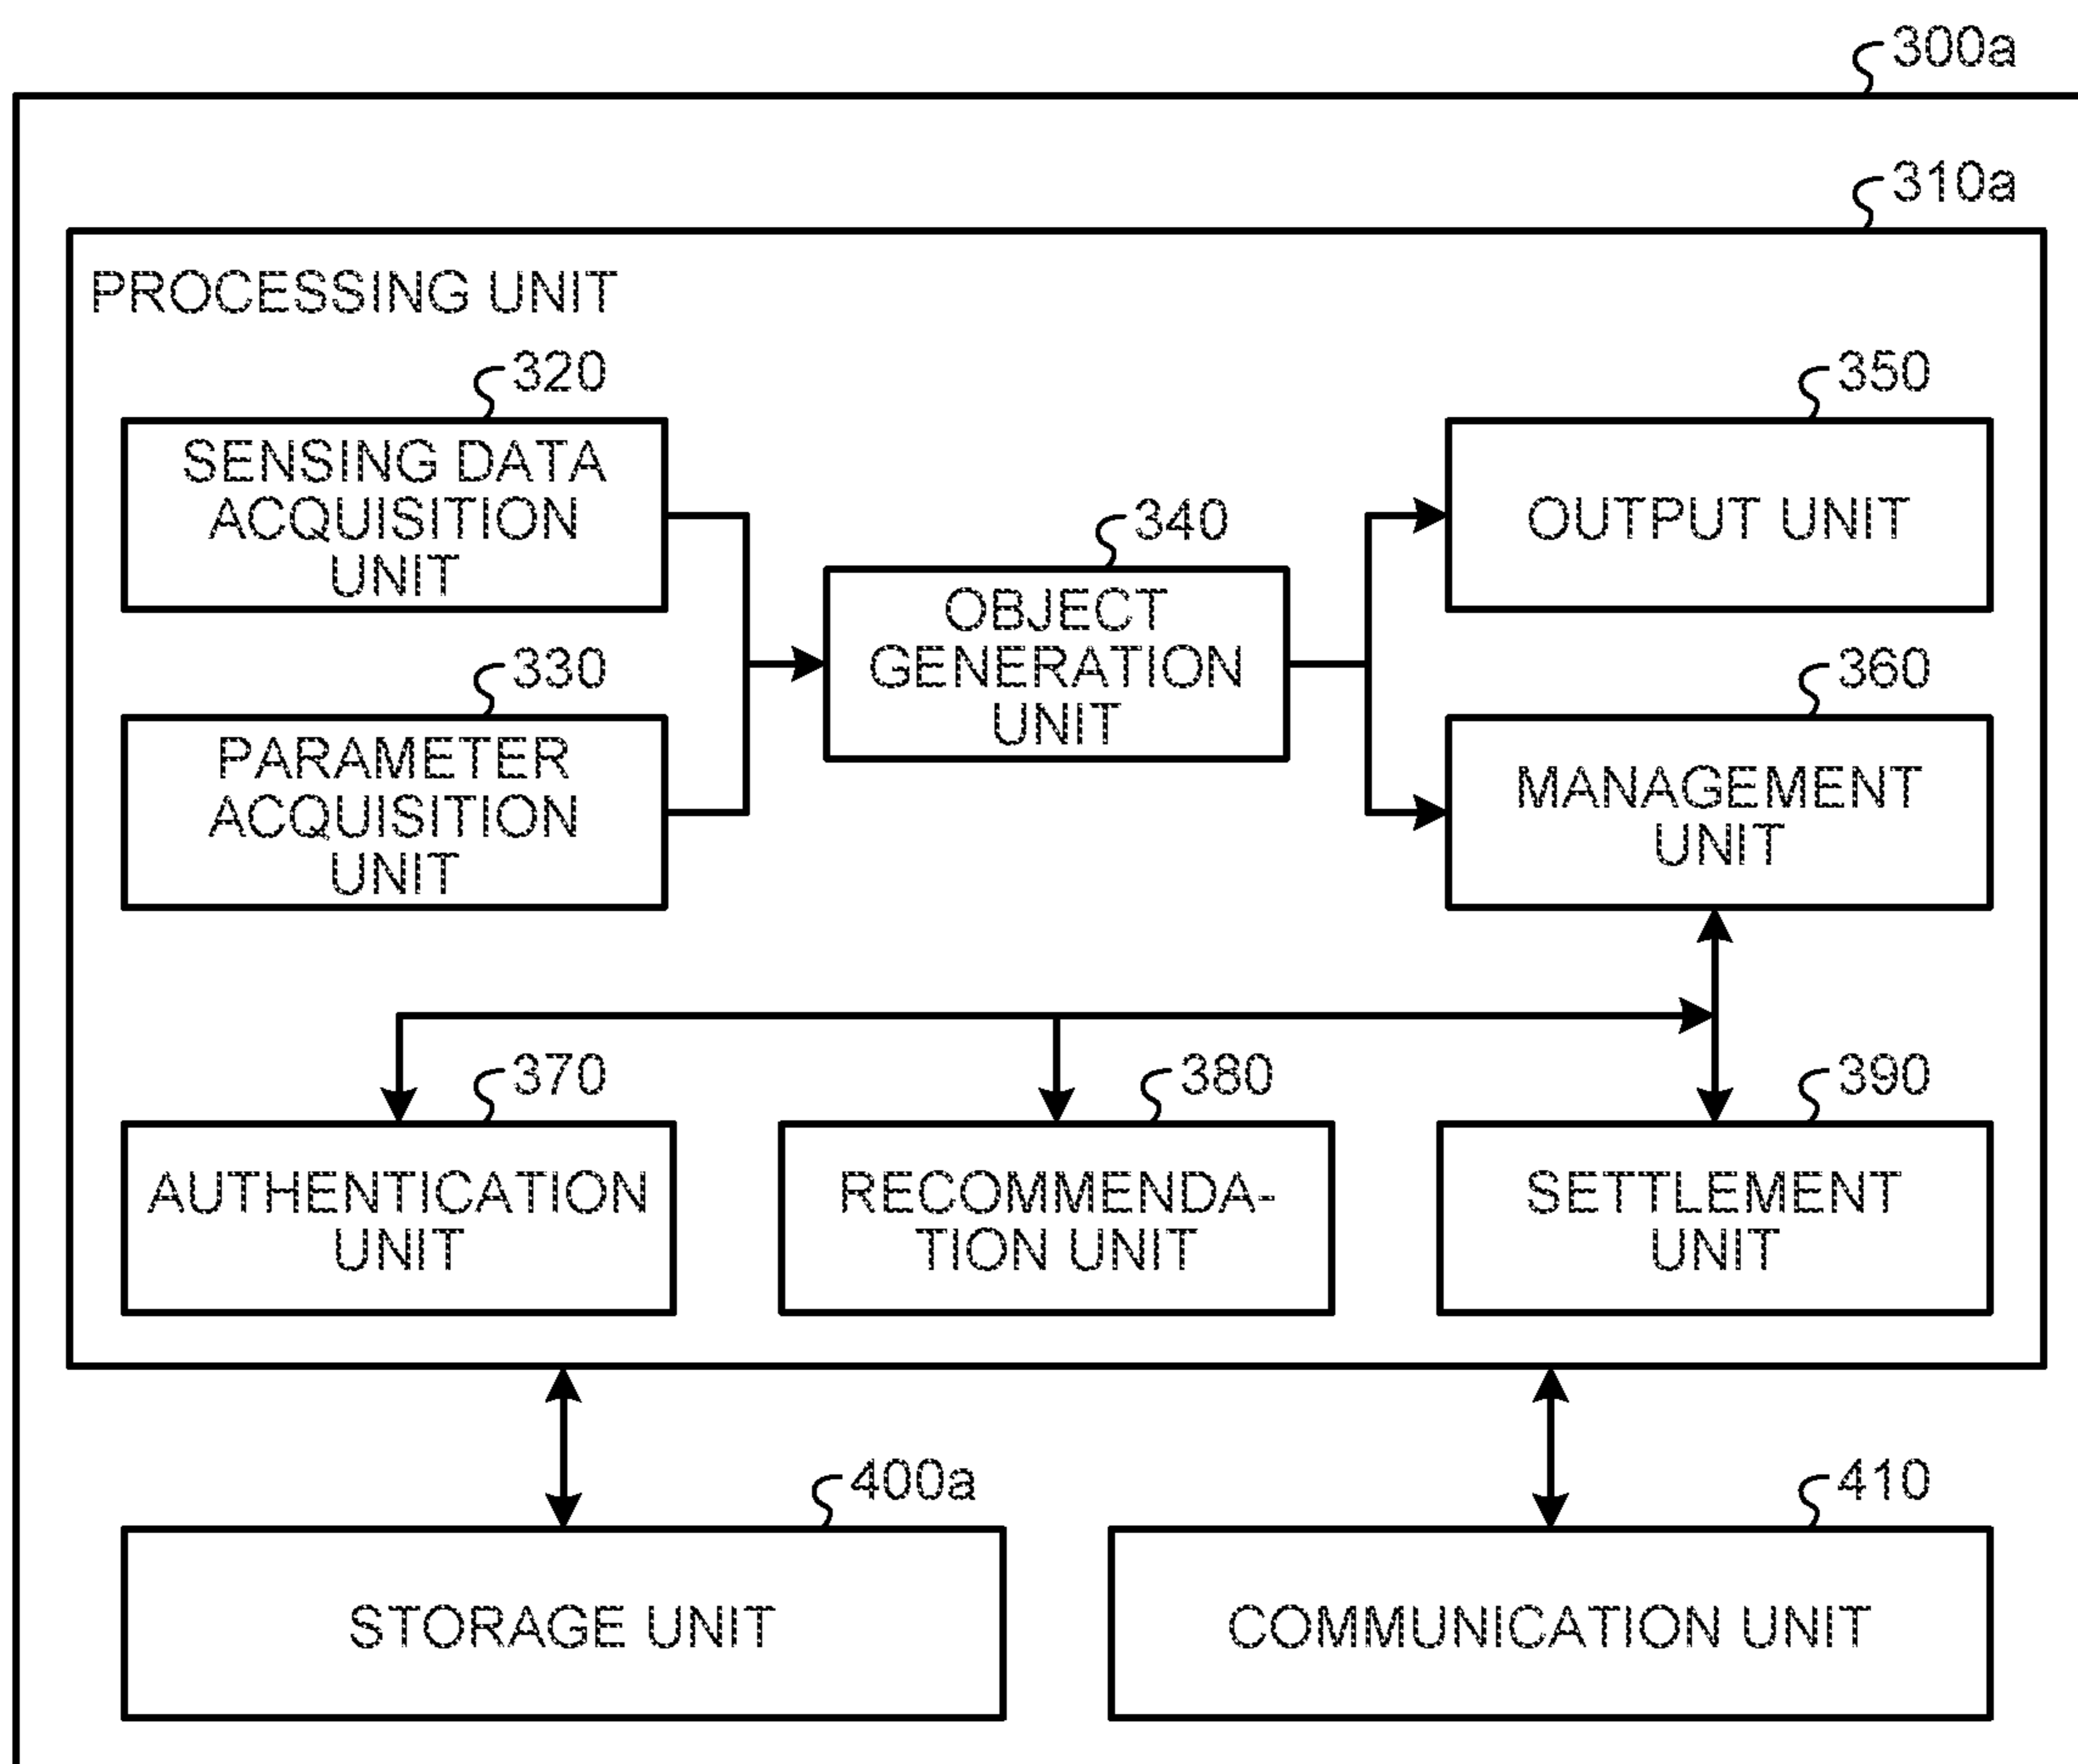 300a
310a
PROCESSING UNIT
320
SENSING DATA
ACQUISITION
UNIT
330
PARAMETER
ACQUISITION
UNIT
340
OBJECT
GENERATION
UNIT
350
OUTPUT UNIT
360
MANAGEMENT
UNIT
370
AUTHENTICATION
UNIT
380
RECOMMENDA-
TION UNIT
390
SETTLEMENT
UNIT
400a
STORAGE UNIT
410
COMMUNICATION UNIT